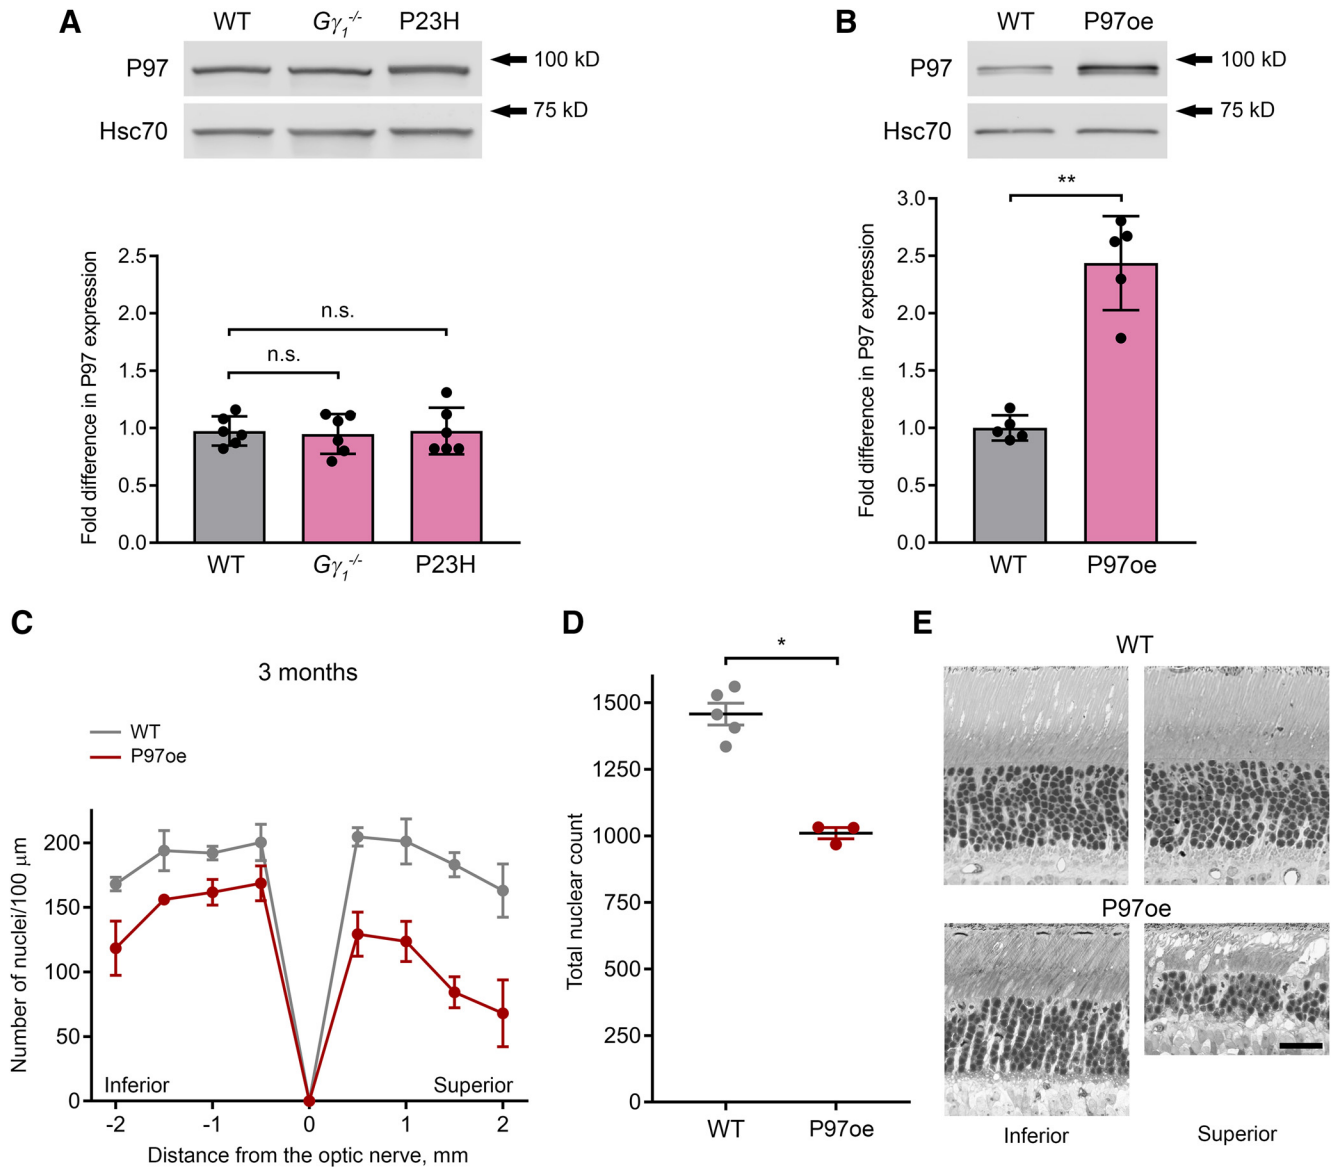 A
WT Gγ1-/- P23H
P97
100 kD
Hsc70
75 kD
Fold difference in P97 expression
2.5
2.0
1.5
1.0
0.5
0.0
n.s.
n.s.
WT Gγ1-/- P23H
B
WT P97oe
P97
100 kD
Hsc70
75 kD
Fold difference in P97 expression
3.0
2.5
2.0
1.5
1.0
0.5
0.0
**
WT P97oe
C
3 months
WT
P97oe
Number of nuclei/100 μm
200
150
100
50
0
Inferior Superior
-2 -1 0 1 2
Distance from the optic nerve, mm
D
*
Total nuclear count
1500
1250
1000
750
500
250
0
WT P97oe
E
WT
P97oe
Inferior Superior